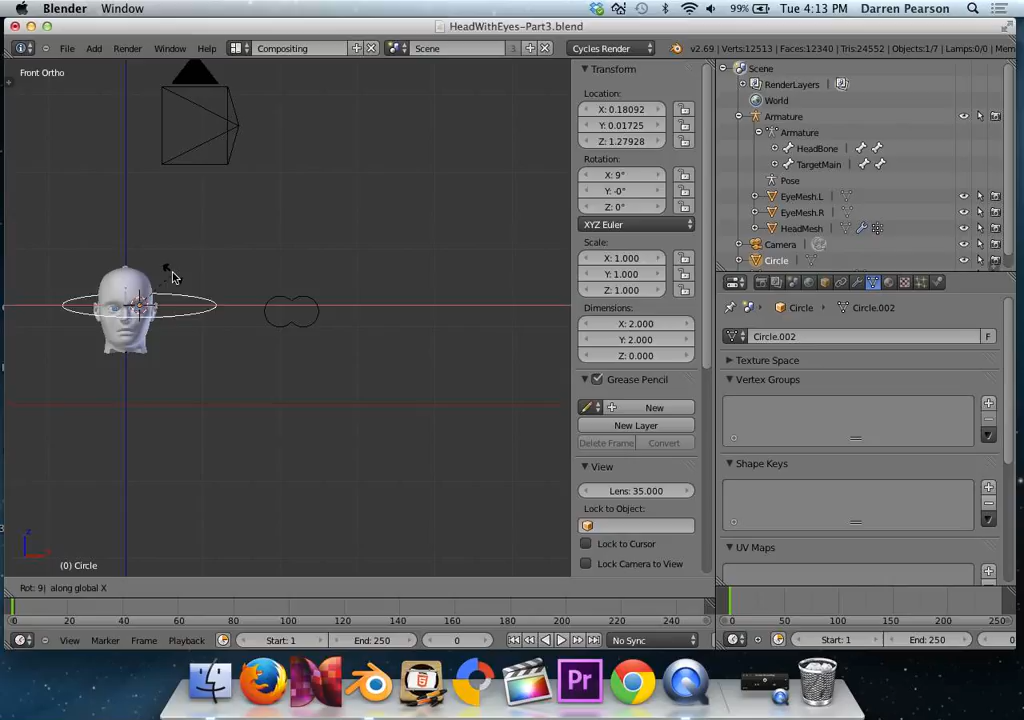 Blender Window 99% Tue 4:13 PM Darren Pearson
HeadWithEyes-Part3.blend
File Add Render Window Help Compositing Scene 3 Cycles Render v2.69 | Verts:12513 | Faces:12340 | Tris:24552 | Objects:1/7 | Lamps:0/0 | Mem
Front Ortho
Transform
Location:
X: 0.18092
Y: 0.01725
Z: 1.27928
Rotation:
X: 9°
Y: -0°
Z: 0°
XYZ Euler
Scale:
X: 1.000
Y: 1.000
Z: 1.000
Dimensions:
X: 2.000
Y: 2.000
Z: 0.000
Grease Pencil
New
New Layer
Delete Frame Convert
View
Lens: 35.000
Lock to Object:
Lock to Cursor
Lock Camera to View
Scene
RenderLayers
World
Armature
Armature
HeadBone
TargetMain
Pose
EyeMesh.L
EyeMesh.R
HeadMesh
Camera
Circle
Circle Circle.002
Circle.002 F
Texture Space
Vertex Groups
Shape Keys
UV Maps
z
(0) Circle
Rot: 9| along global X
0 20 40 60 80 100 120 140 160 180 200 220 240
View Marker Frame Playback Start: 1 End: 250 0 No Sync
0 50 100 150 200 250
Start: 1 End: 250
Pr